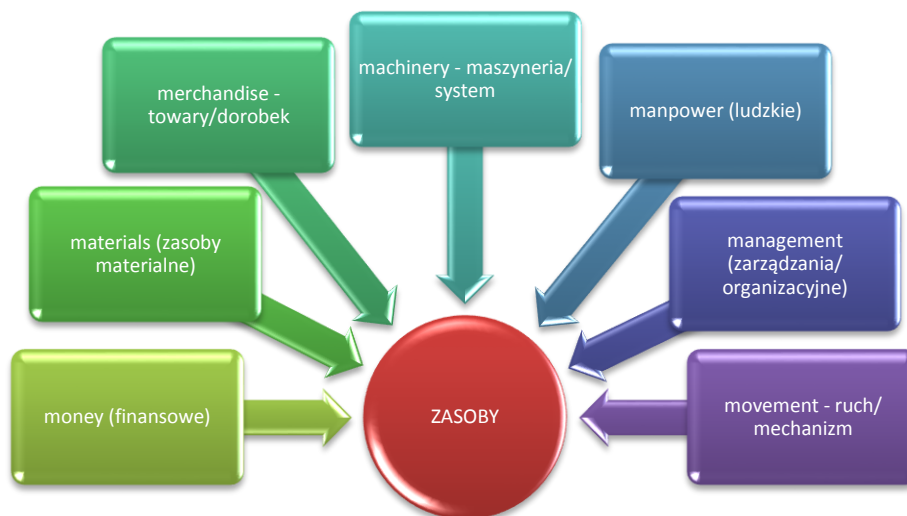 money (finansowe)
materials (zasoby
materialne)
merchandise -
towary/dorobek
machinery - maszyneria/
system
manpower (ludzkie)
management
(zarządzania/
organizacyjne)
movement - ruch/
mechanizm
ZASOBY